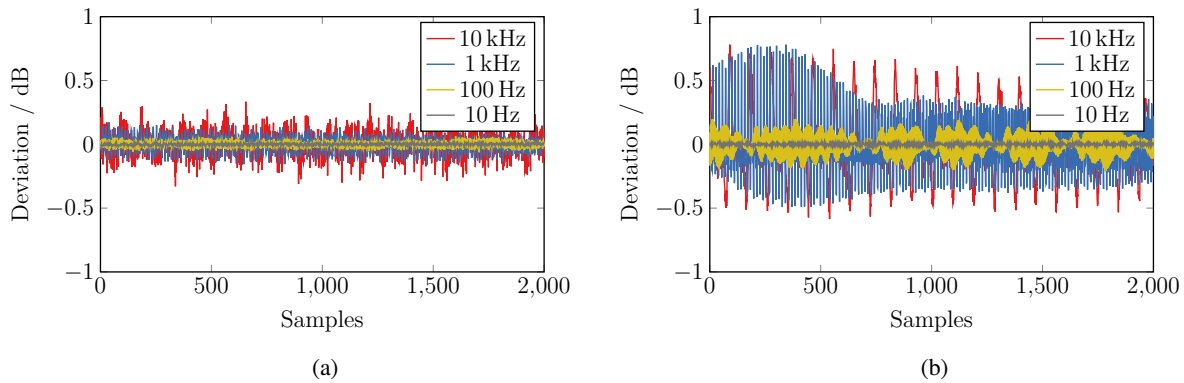 1
0.5
0
−0.5
−1
Deviation / dB
0 500 1,000 1,500 2,000
Samples
10 kHz
1 kHz
100 Hz
10 Hz
(a)
1
0.5
0
−0.5
−1
Deviation / dB
0 500 1,000 1,500 2,000
Samples
10 kHz
1 kHz
100 Hz
10 Hz
(b)